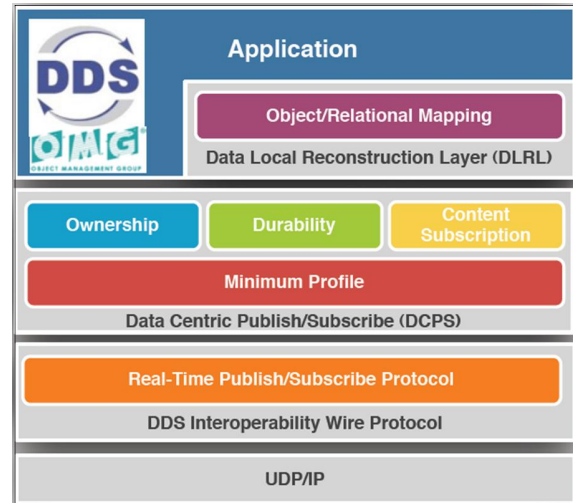 DDS
OMG®
OBJECT MANAGEMENT GROUP
Application
Object/Relational Mapping
Data Local Reconstruction Layer (DLRL)
Ownership
Durability
Content
Subscription
Minimum Profile
Data Centric Publish/Subscribe (DCPS)
Real-Time Publish/Subscribe Protocol
DDS Interoperability Wire Protocol
UDP/IP